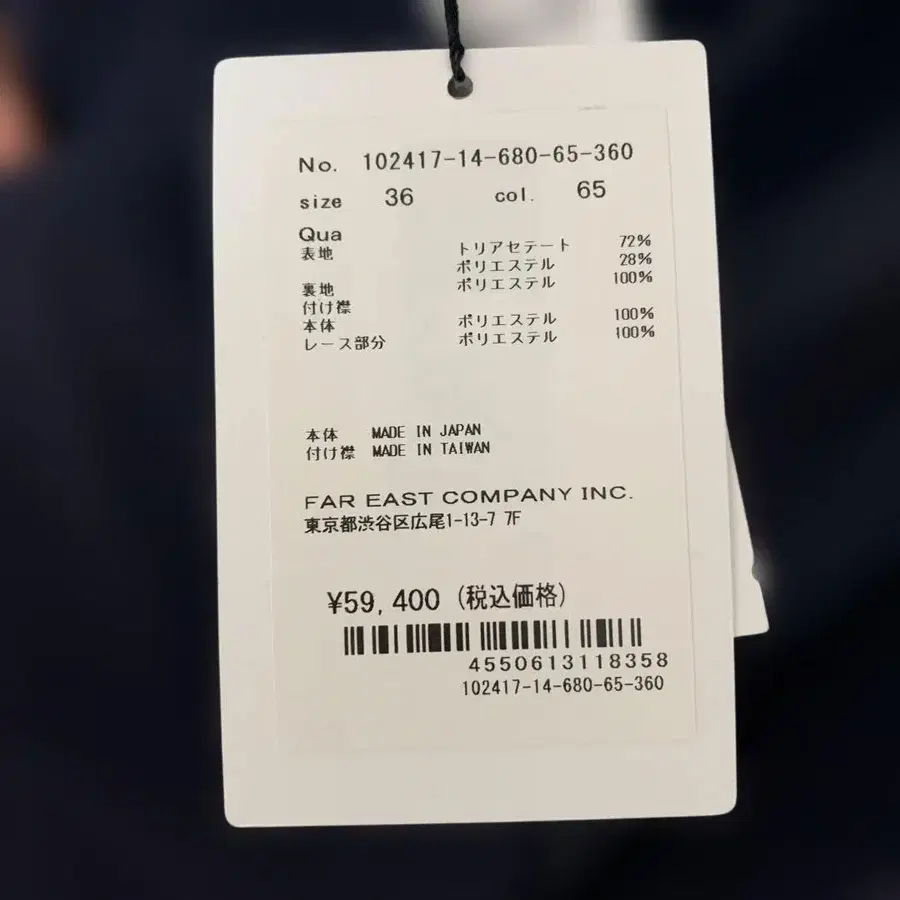 No. 102417-14-680-65-360
size 36 col. 65
Qua
表地 トリアセテート 72%
ポリエステル 28%
裏地 ポリエステル 100%
付け襟
本体 ポリエステル 100%
レース部分 ポリエステル 100%
本体 MADE IN JAPAN
付け襟 MADE IN TAIWAN
FAR EAST COMPANY INC.
東京都渋谷区広尾1-13-7 7F
¥59,400 (税込価格)
4550613118358
102417-14-680-65-360